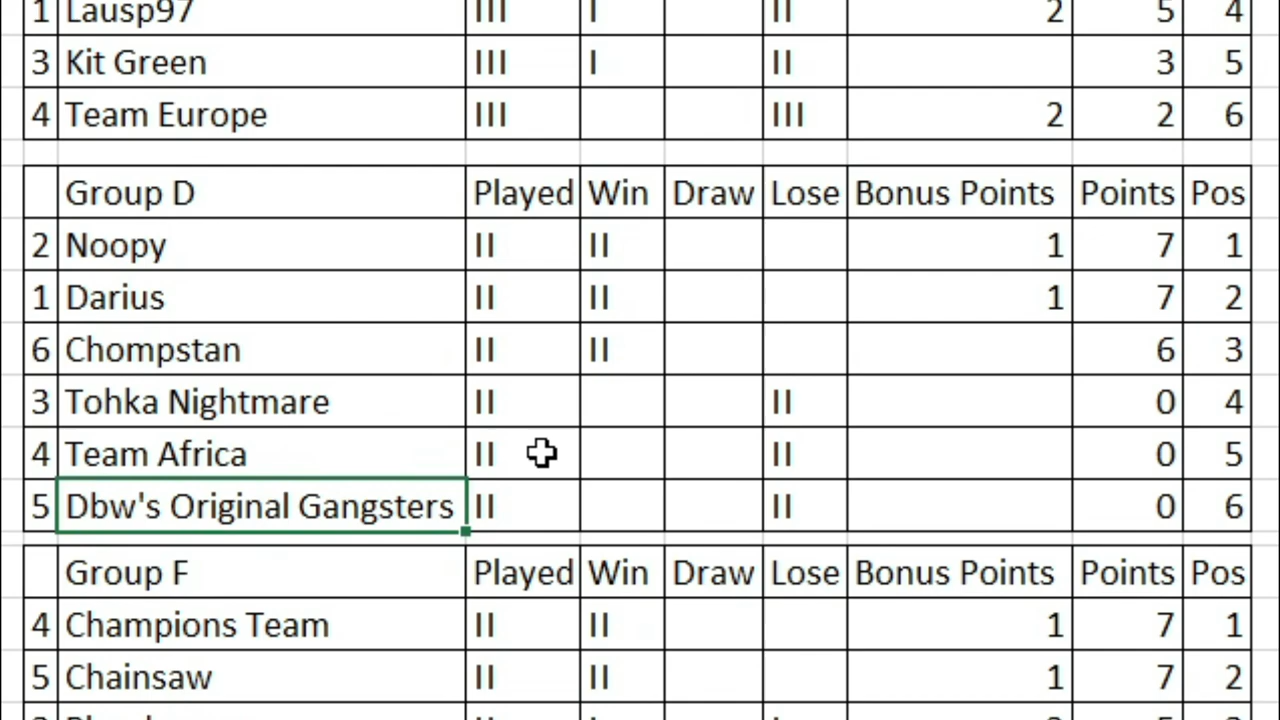 1 Lausp97 III I II 2 5 4
3 Kit Green III I II 3 5
4 Team Europe III III 2 2 6
Group D Played Win Draw Lose Bonus Points Points Pos
2 Noopy II II 1 7 1
1 Darius II II 1 7 2
6 Chompstan II II 6 3
3 Tohka Nightmare II II 0 4
4 Team Africa II II 0 5
5 Dbw's Original Gangsters II II 0 6
Group F Played Win Draw Lose Bonus Points Points Pos
4 Champions Team II II 1 7 1
5 Chainsaw II II 1 7 2